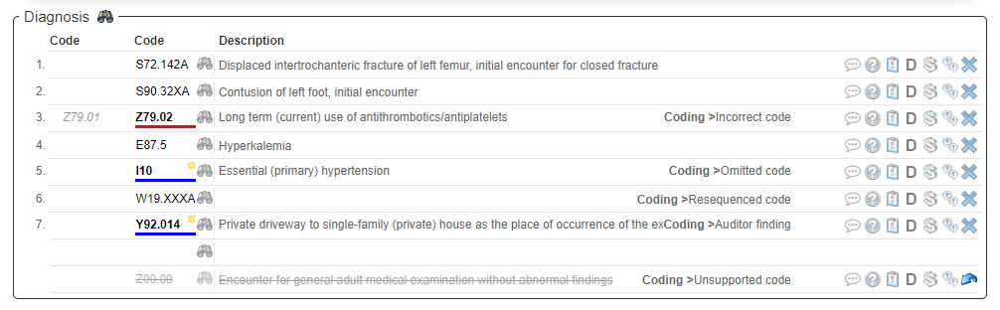 Diagnosis
Code Code Description
1. S72.142A Displaced intertrochanteric fracture of left femur, initial encounter for closed fracture D
2. S90.32XA Contusion of left foot, initial encounter D
3. Z79.01 Z79.02 Long term (current) use of antithrombotics/antiplatelets Coding >Incorrect code D
4. E87.5 Hyperkalemia D
5. I10 Essential (primary) hypertension Coding >Omitted code D
6. W19.XXXA Coding >Resequenced code D
7. Y92.014 Private driveway to single-family (private) house as the place of occurrence of the ex Coding >Auditor finding D
Z00.00 Encounter for general adult medical examination without abnormal findings Coding >Unsupported code D